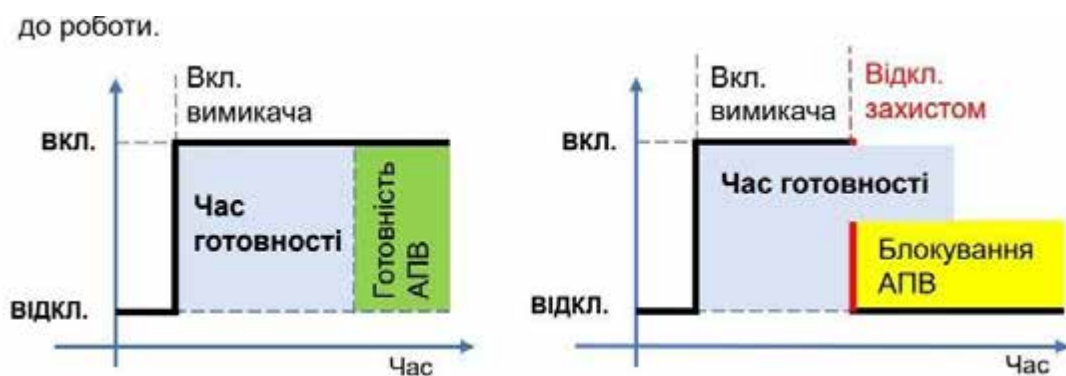 до роботи.
Вкл.
вимикача
ВКЛ.
Час
готовності
Готовність
АПВ
ВІДКЛ.
Час
Вкл.
вимикача
Відкл.
захистом
ВКЛ.
Час готовності
Блокування
АПВ
ВІДКЛ.
Час